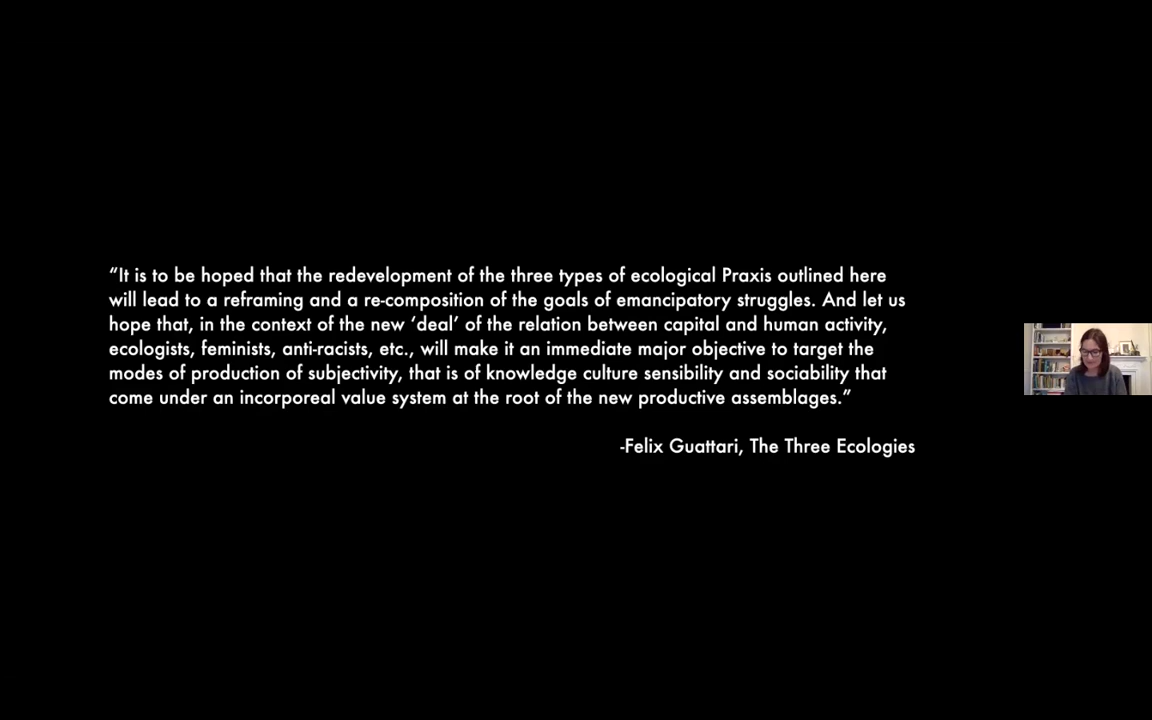 “It is to be hoped that the redevelopment of the three types of ecological Praxis outlined here
will lead to a reframing and a re-composition of the goals of emancipatory struggles. And let us
hope that, in the context of the new ‘deal’ of the relation between capital and human activity,
ecologists, feminists, anti-racists, etc., will make it an immediate major objective to target the
modes of production of subjectivity, that is of knowledge culture sensibility and sociability that
come under an incorporeal value system at the root of the new productive assemblages.”
-Felix Guattari, The Three Ecologies